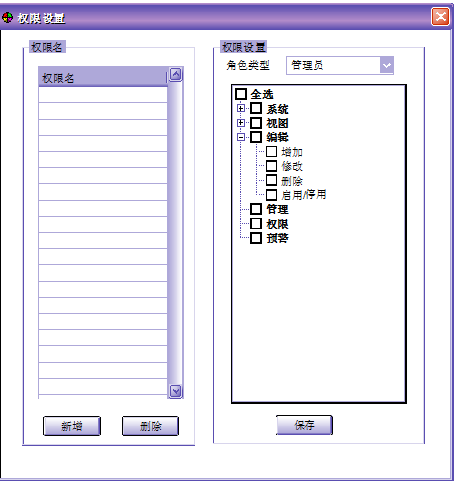 权限设置
权限名
权限名
新增
删除
权限设置
角色类型
管理员
全选
系统
视图
编辑
增加
修改
删除
启用/停用
管理
权限
预警
保存